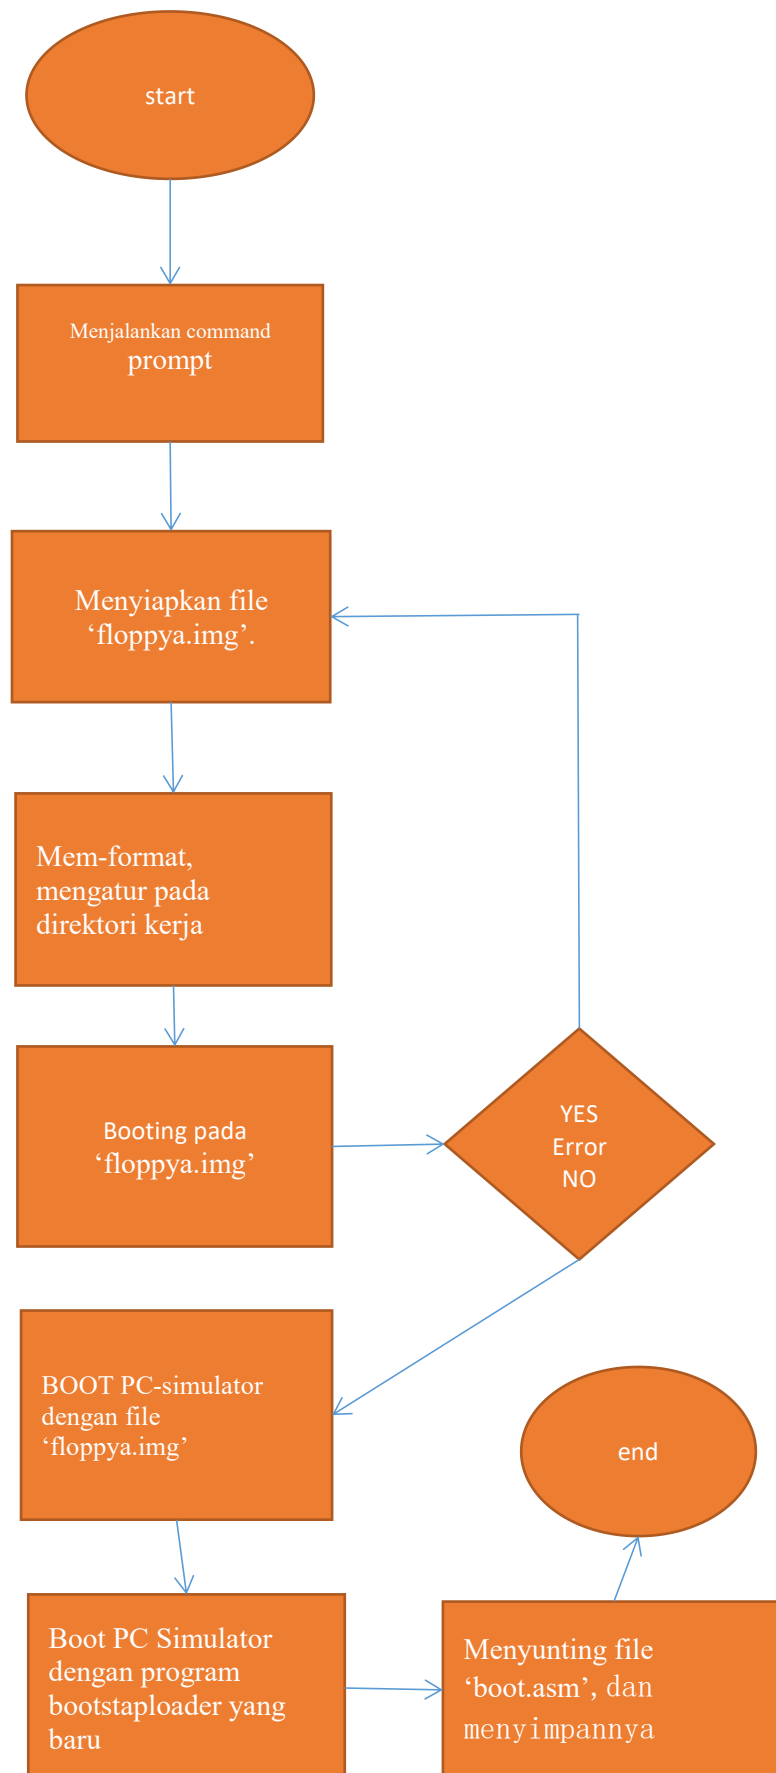 start
Menjalankan command
prompt
Menyiapkan file
‘floppya.img’.
Mem-format,
mengatur pada
direktori kerja
Booting pada
‘floppya.img’
YES
Error
NO
BOOT PC-simulator
dengan file
‘floppya.img’
end
Boot PC Simulator
dengan program
bootstaploader yang
baru
Menyunting file
‘boot.asm’, dan
menyimpannya